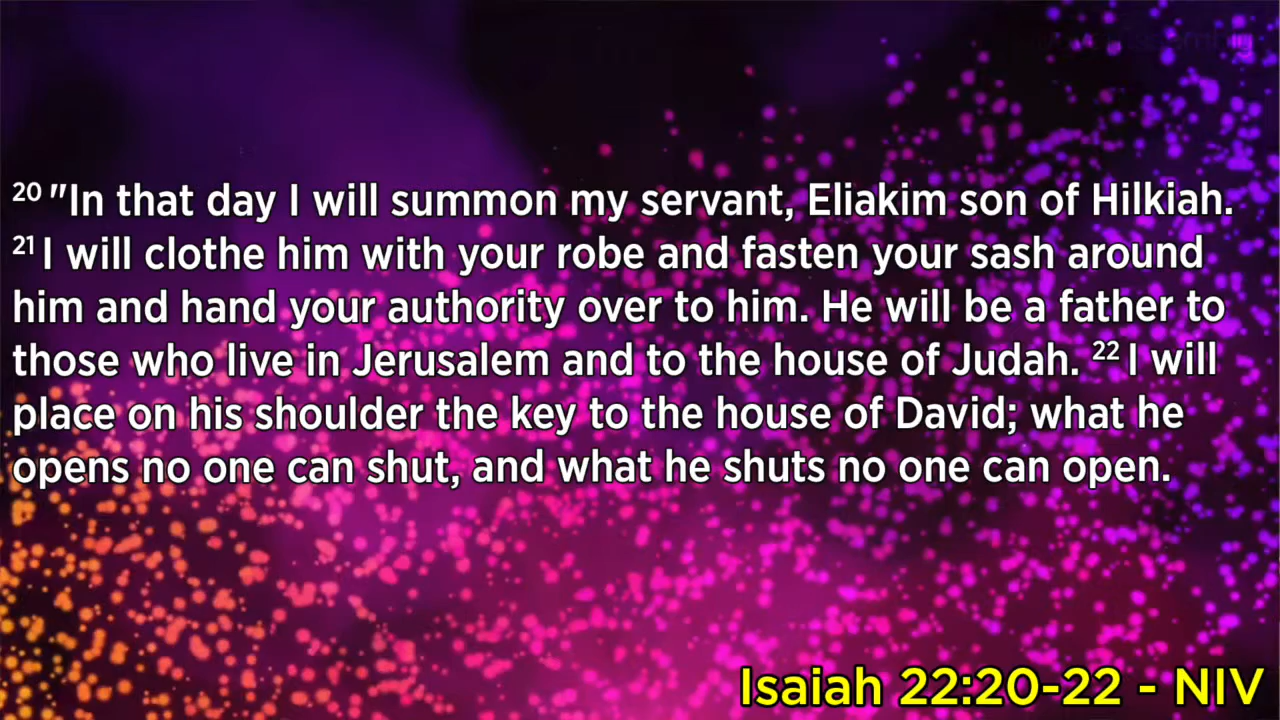 20 "In that day I will summon my servant, Eliakim son of Hilkiah.
21 I will clothe him with your robe and fasten your sash around
him and hand your authority over to him. He will be a father to
those who live in Jerusalem and to the house of Judah. 22 I will
place on his shoulder the key to the house of David; what he
opens no one can shut, and what he shuts no one can open.
Isaiah 22:20-22 - NIV